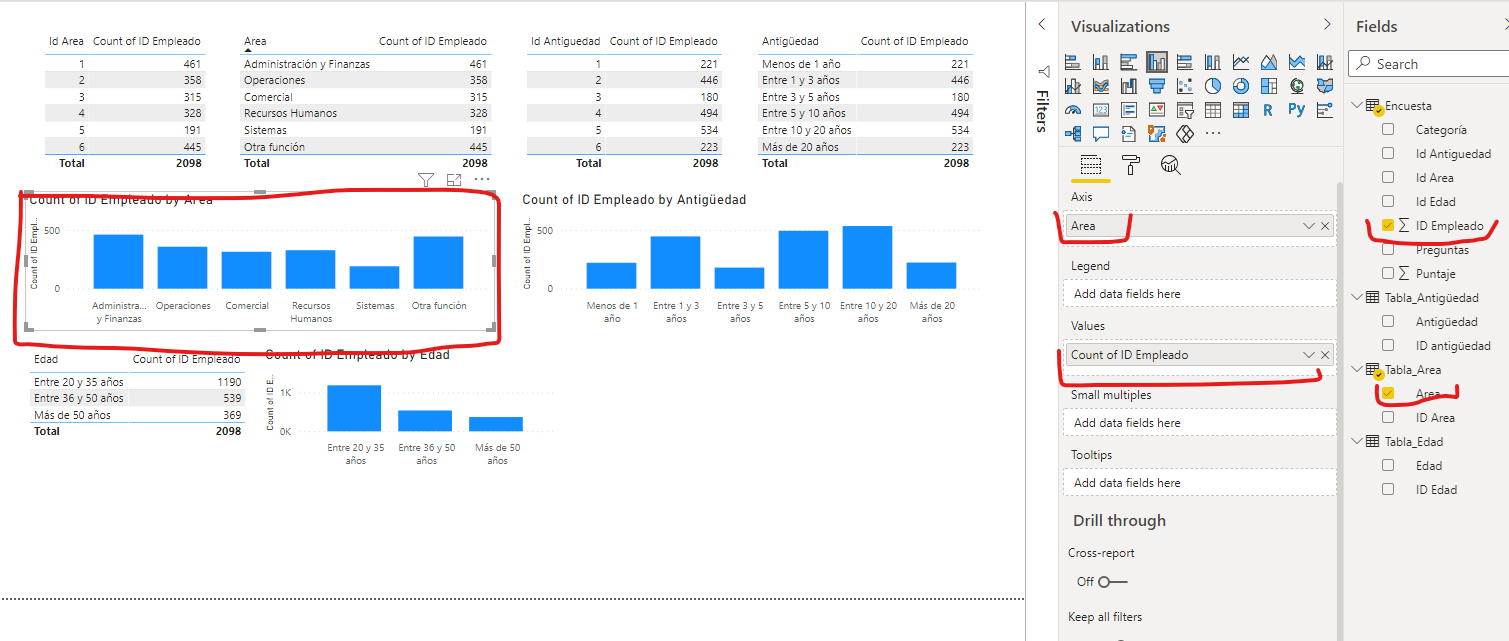 Id Area Count of ID Empleado
1 461
2 358
3 315
4 328
5 191
6 445
Total 2098
Area Count of ID Empleado
Administración y Finanzas 461
Operaciones 358
Comercial 315
Recursos Humanos 328
Sistemas 191
Otra función 445
Total 2098
Id Antiguedad Count of ID Empleado
1 221
2 446
3 180
4 494
5 534
6 223
Total 2098
Antigüedad Count of ID Empleado
Menos de 1 año 221
Entre 1 y 3 años 446
Entre 3 y 5 años 180
Entre 5 y 10 años 494
Entre 10 y 20 años 534
Más de 20 años 223
Total 2098
Count of ID Empleado by Area
Count of ID Empl...
500
0
Administra... Operaciones Comercial Recursos Sistemas Otra función
y Finanzas Humanos
Count of ID Empleado by Antigüedad
Count of ID Emple...
500
0
Menos de 1 Entre 1 y 3 Entre 3 y 5 Entre 5 y 10 Entre 10 y 20 Más de 20
año años años años años años
Edad Count of ID Empleado
Entre 20 y 35 años 1190
Entre 36 y 50 años 539
Más de 50 años 369
Total 2098
Count of ID Empleado by Edad
Count of ID E...
1K
0K
Entre 20 y 35 Entre 36 y 50 Más de 50
años años años
Filters
Visualizations
123
R
Py
Axis
Area
Legend
Add data fields here
Values
Count of ID Empleado
Small multiples
Add data fields here
Tooltips
Add data fields here
Drill through
Cross-report
Off
Keep all filters
Fields
Search
Encuesta
Categoría
Id Antiguedad
Id Area
Id Edad
ID Empleado
Preguntas
Puntaje
Tabla_Antigüedad
Antigüedad
ID antigüedad
Tabla_Area
Area
ID Area
Tabla_Edad
Edad
ID Edad